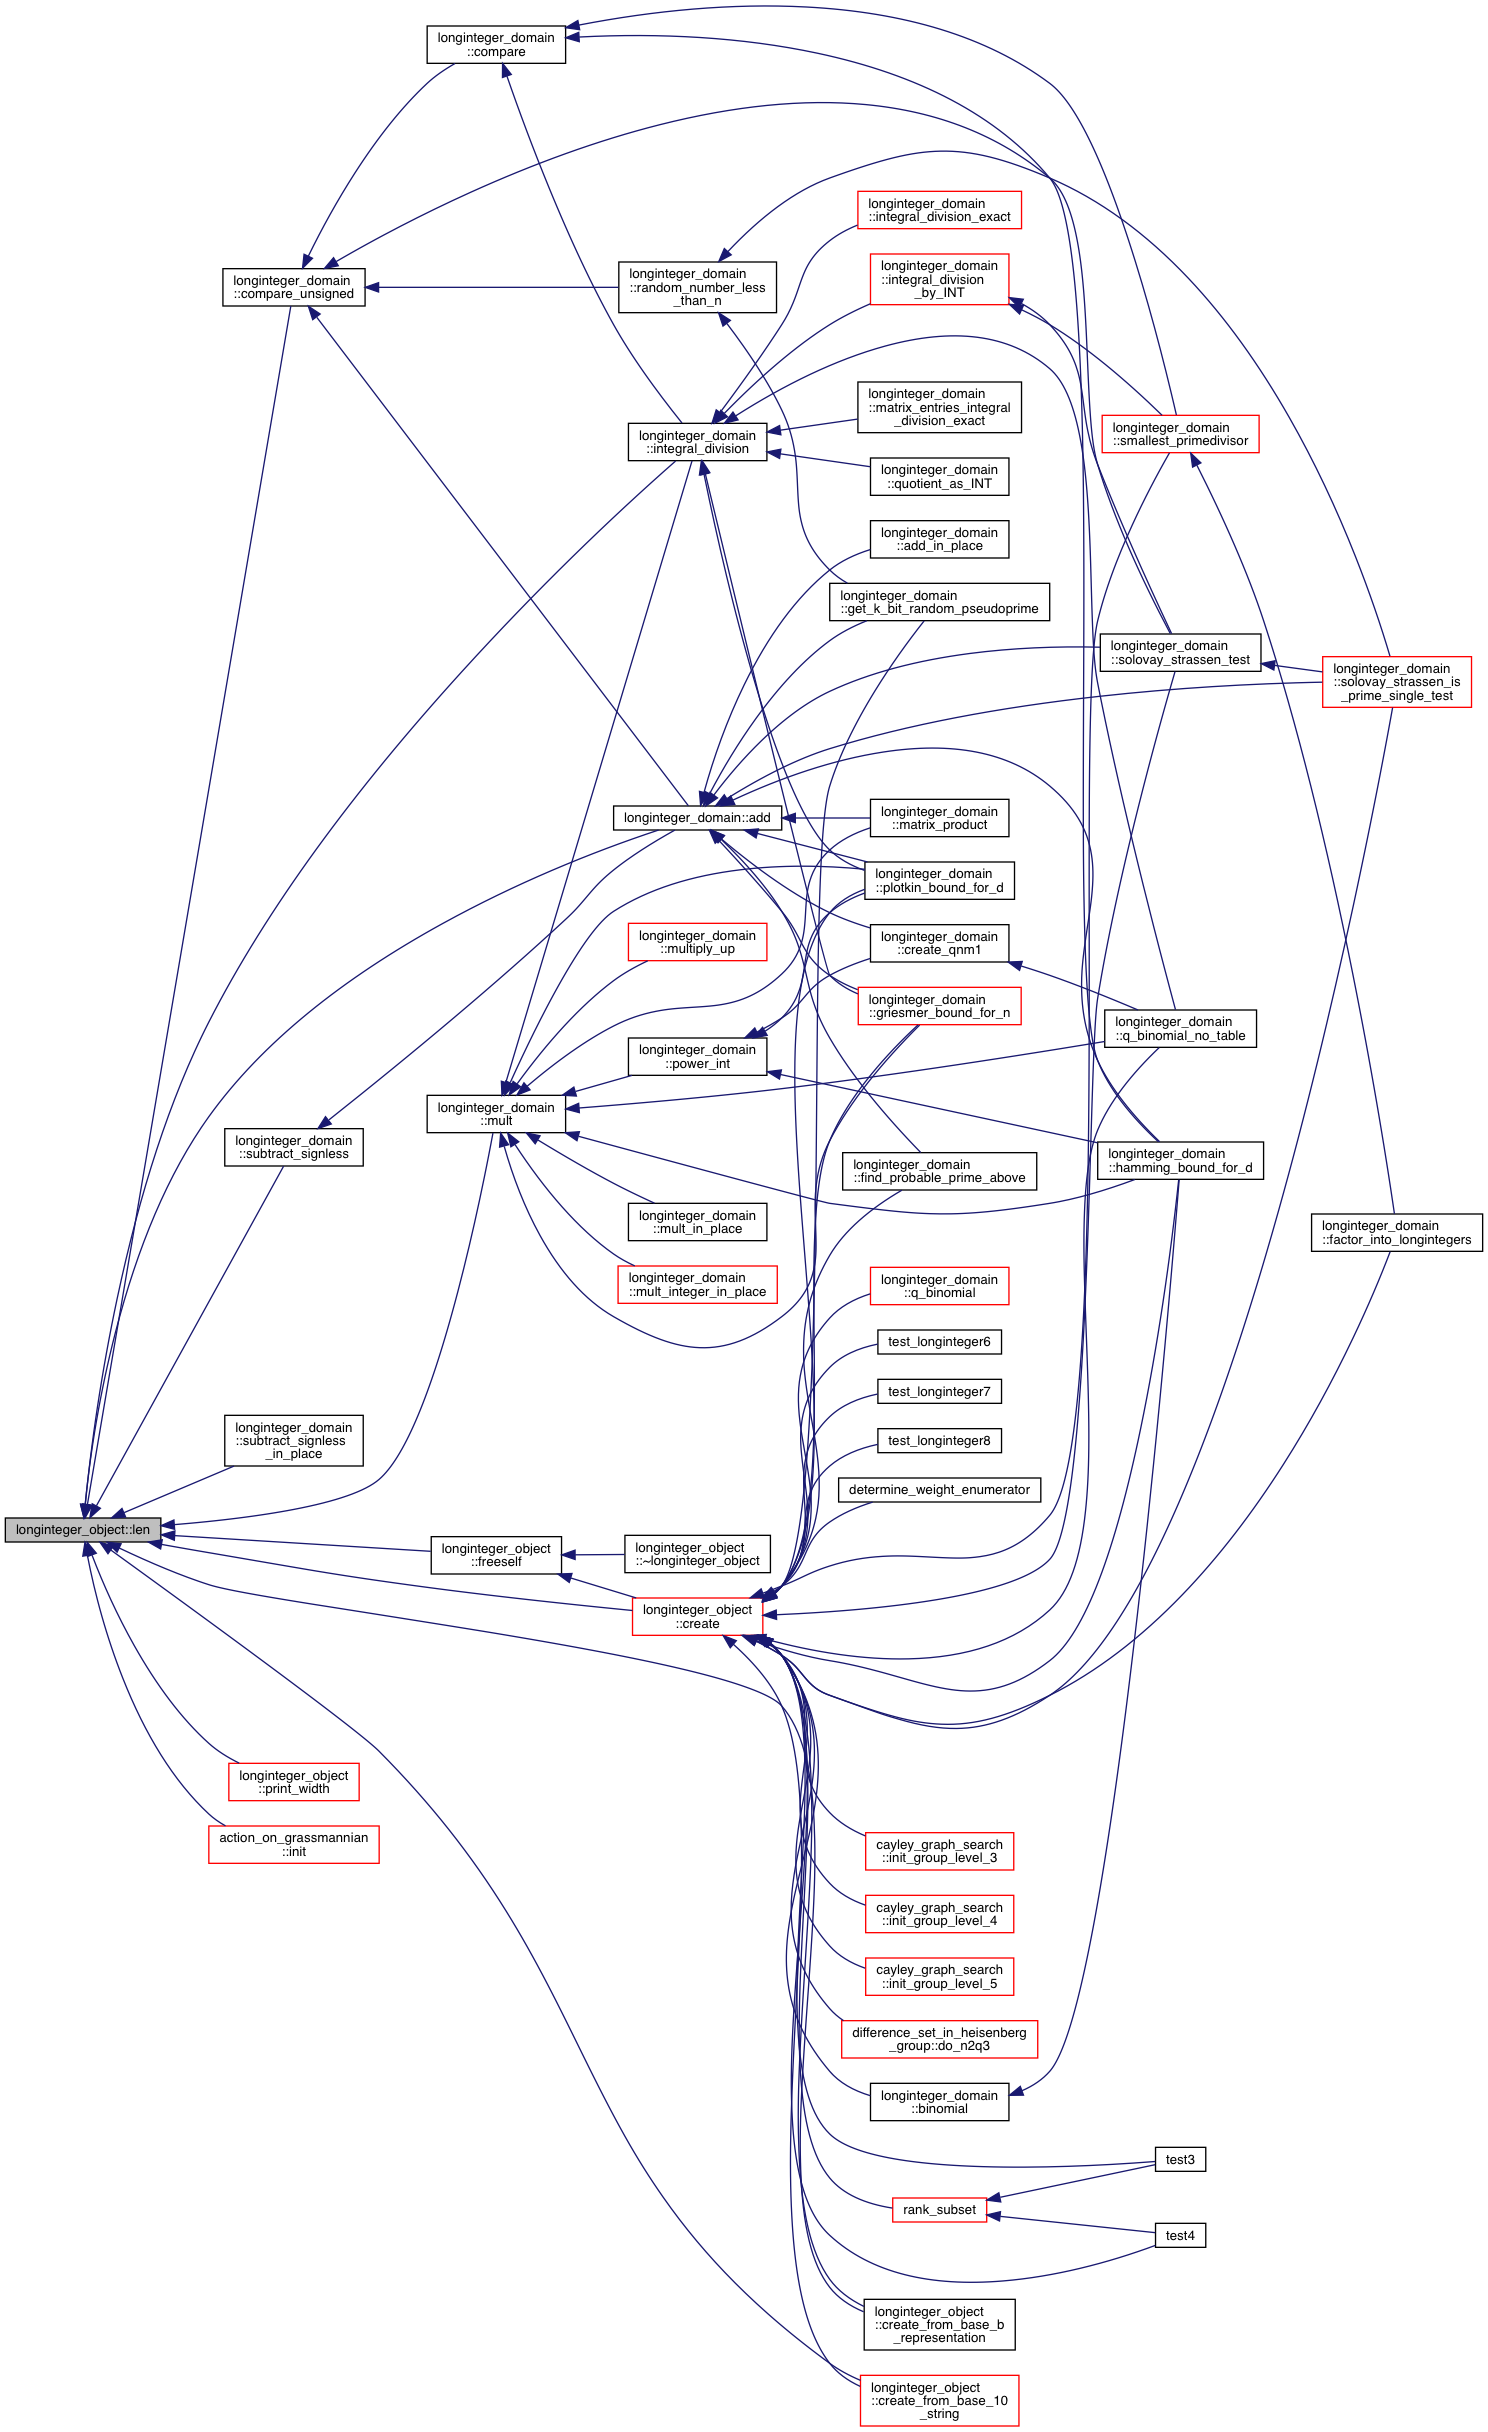 longinteger_domain
::compare
longinteger_domain
::integral_division_exact
longinteger_domain
::compare_unsigned
longinteger_domain
::random_number_less
_than_n
longinteger_domain
::integral_division
_by_INT
longinteger_domain
::matrix_entries_integral
_division_exact
longinteger_domain
::smallest_primedivisor
longinteger_domain
::integral_division
longinteger_domain
::quotient_as_INT
longinteger_domain
::add_in_place
longinteger_domain
::get_k_bit_random_pseudoprime
longinteger_domain
::solovay_strassen_test
longinteger_domain
::solovay_strassen_is
_prime_single_test
longinteger_domain::add
longinteger_domain
::matrix_product
longinteger_domain
::plotkin_bound_for_d
longinteger_domain
::multiply_up
longinteger_domain
::create_qnm1
longinteger_domain
::griesmer_bound_for_n
longinteger_domain
::q_binomial_no_table
longinteger_domain
::power_int
longinteger_domain
::mult
longinteger_domain
::subtract_signless
longinteger_domain
::find_probable_prime_above
longinteger_domain
::hamming_bound_for_d
longinteger_domain
::mult_in_place
longinteger_domain
::factor_into_longintegers
longinteger_domain
::mult_integer_in_place
longinteger_domain
::q_binomial
test_longinteger6
test_longinteger7
longinteger_domain
::subtract_signless
_in_place
test_longinteger8
determine_weight_enumerator
longinteger_object::len
longinteger_object
::freeself
longinteger_object
::~longinteger_object
longinteger_object
::create
longinteger_object
::print_width
action_on_grassmannian
::init
cayley_graph_search
::init_group_level_3
cayley_graph_search
::init_group_level_4
cayley_graph_search
::init_group_level_5
difference_set_in_heisenberg
_group::do_n2q3
longinteger_domain
::binomial
test3
rank_subset
test4
longinteger_object
::create_from_base_b
_representation
longinteger_object
::create_from_base_10
_string